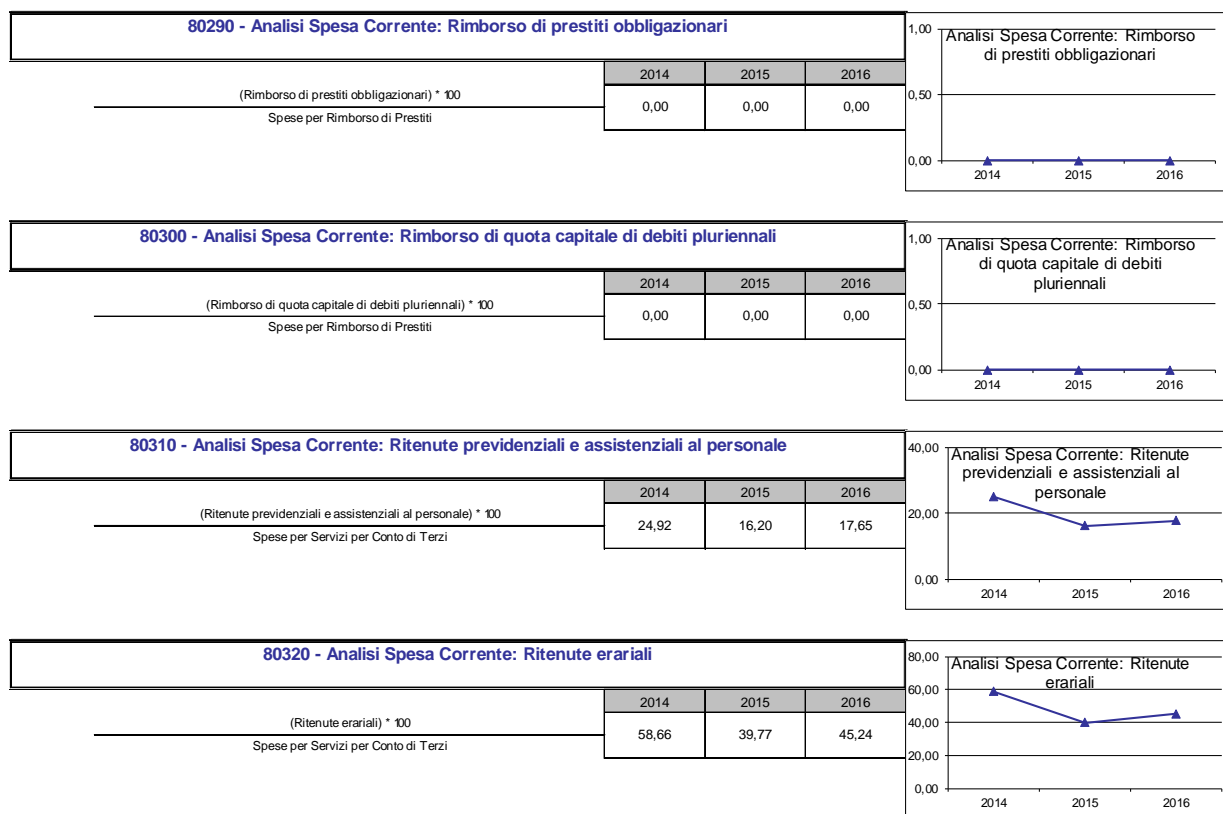 80290 - Analisi Spesa Corrente: Rimborso di prestiti obbligazionari
2014 2015 2016
(Rimborso di prestiti obbligazionari) * 100
Spese per Rimborso di Prestiti
0,00 0,00 0,00
Analisi Spesa Corrente: Rimborso
di prestiti obbligazionari
1,00
0,50
0,00
2014 2015 2016
80300 - Analisi Spesa Corrente: Rimborso di quota capitale di debiti pluriennali
2014 2015 2016
(Rimborso di quota capitale di debiti pluriennali) * 100
Spese per Rimborso di Prestiti
0,00 0,00 0,00
Analisi Spesa Corrente: Rimborso
di quota capitale di debiti
pluriennali
1,00
0,50
0,00
2014 2015 2016
80310 - Analisi Spesa Corrente: Ritenute previdenziali e assistenziali al personale
2014 2015 2016
(Ritenute previdenziali e assistenziali al personale) * 100
Spese per Servizi per Conto di Terzi
24,92 16,20 17,65
Analisi Spesa Corrente: Ritenute
previdenziali e assistenziali al
personale
40,00
20,00
0,00
2014 2015 2016
80320 - Analisi Spesa Corrente: Ritenute erariali
2014 2015 2016
(Ritenute erariali) * 100
Spese per Servizi per Conto di Terzi
58,66 39,77 45,24
Analisi Spesa Corrente: Ritenute
erariali
80,00
60,00
40,00
20,00
0,00
2014 2015 2016